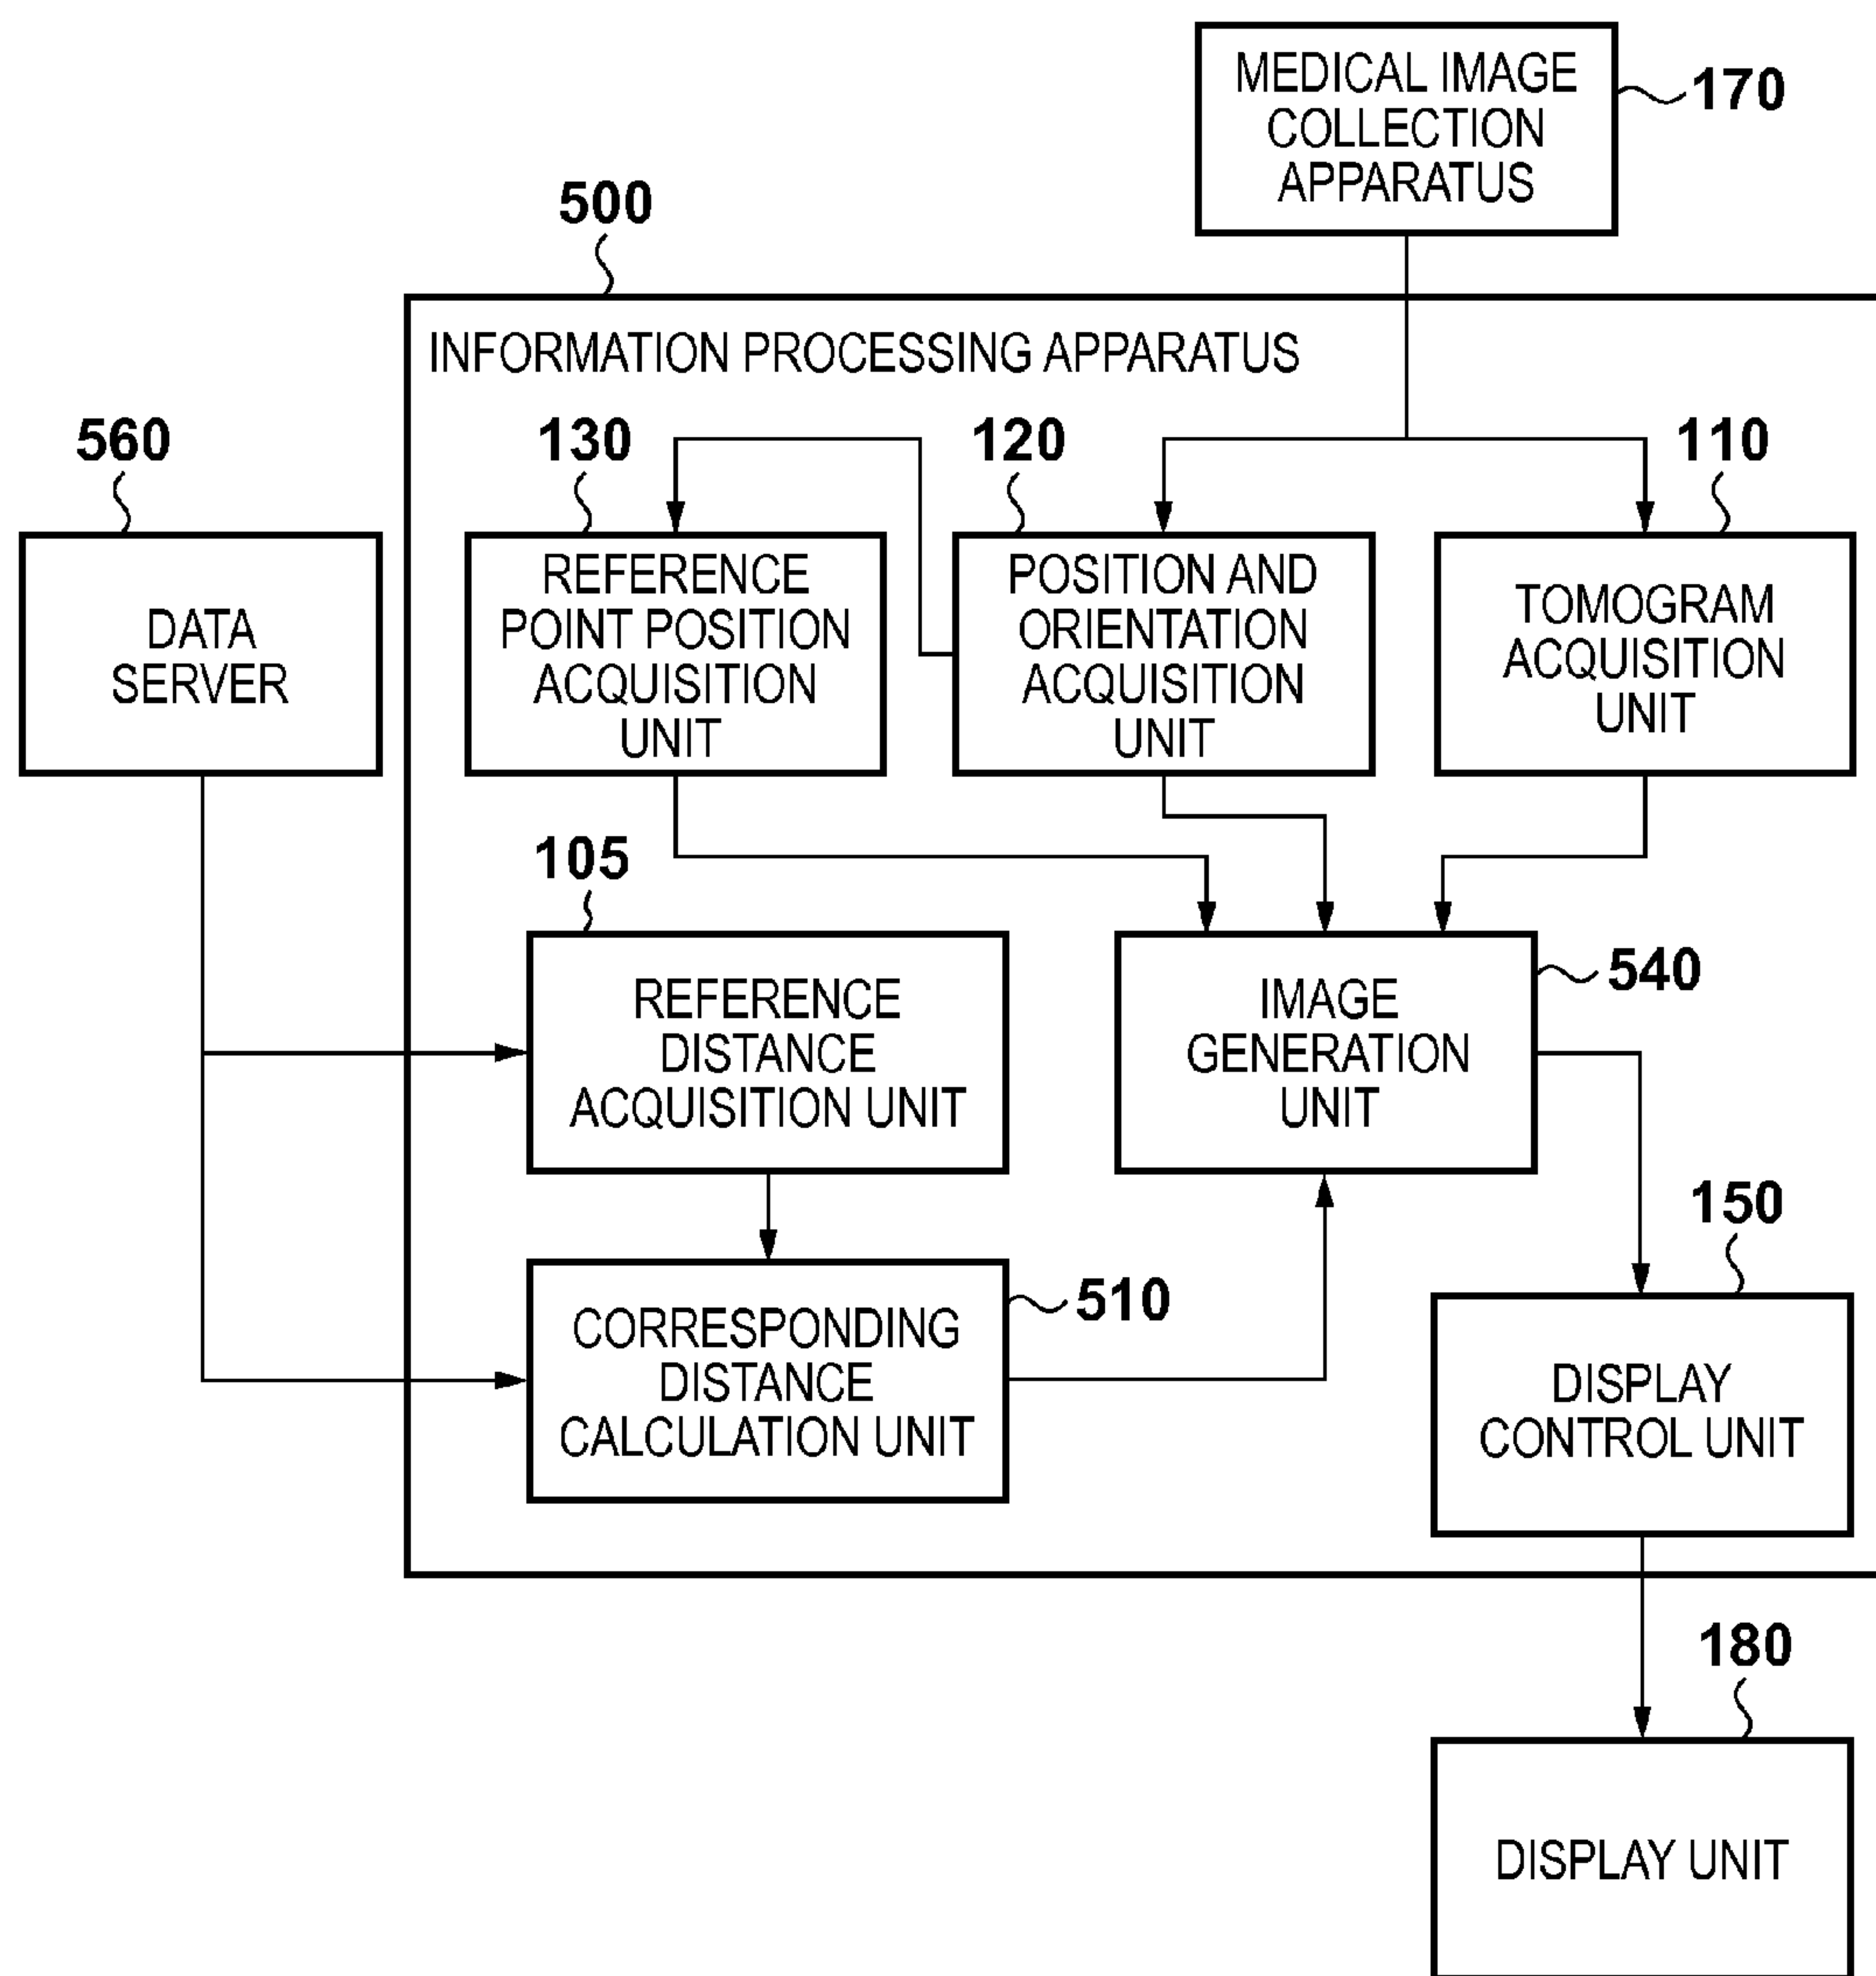 MEDICAL IMAGE
COLLECTION
APPARATUS
170
500
INFORMATION PROCESSING APPARATUS
560
130
120
110
DATA
SERVER
REFERENCE
POINT POSITION
ACQUISITION
UNIT
POSITION AND
ORIENTATION
ACQUISITION
UNIT
TOMOGRAM
ACQUISITION
UNIT
105
REFERENCE
DISTANCE
ACQUISITION UNIT
IMAGE
GENERATION
UNIT
540
150
CORRESPONDING
DISTANCE
CALCULATION UNIT
510
DISPLAY
CONTROL UNIT
180
DISPLAY UNIT